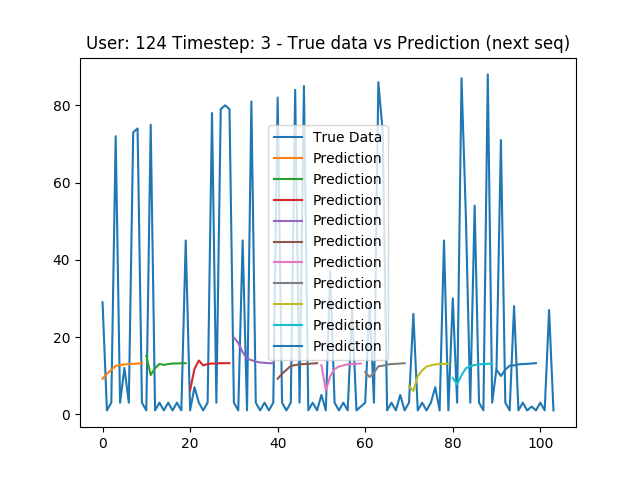 User: 124 Timestep: 3 - True data vs Prediction (next seq)
80
60
40
20
0
True Data
Prediction
Prediction
Prediction
Prediction
Prediction
Prediction
Prediction
Prediction
Prediction
Prediction
0 20 40 60 80 100